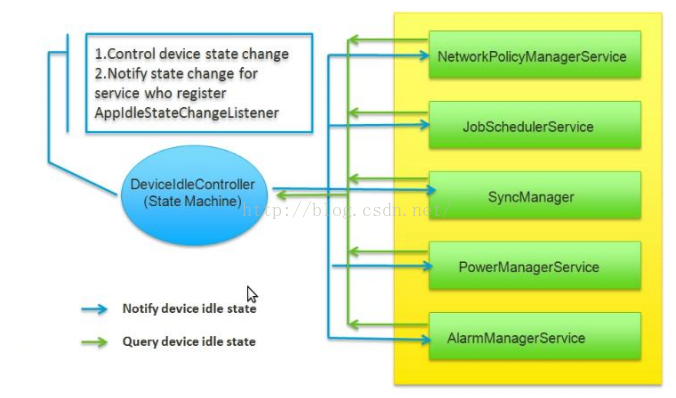 1.Control device state change
2.Notify state change for
service who register
AppIdleStateChangeListener
DeviceIdleController
(State Machine)
http://blog.csdn.net/
NetworkPolicyManagerService
JobSchedulerService
SyncManager
PowerManagerService
AlarmManagerService
Notify device idle state
Query device idle state